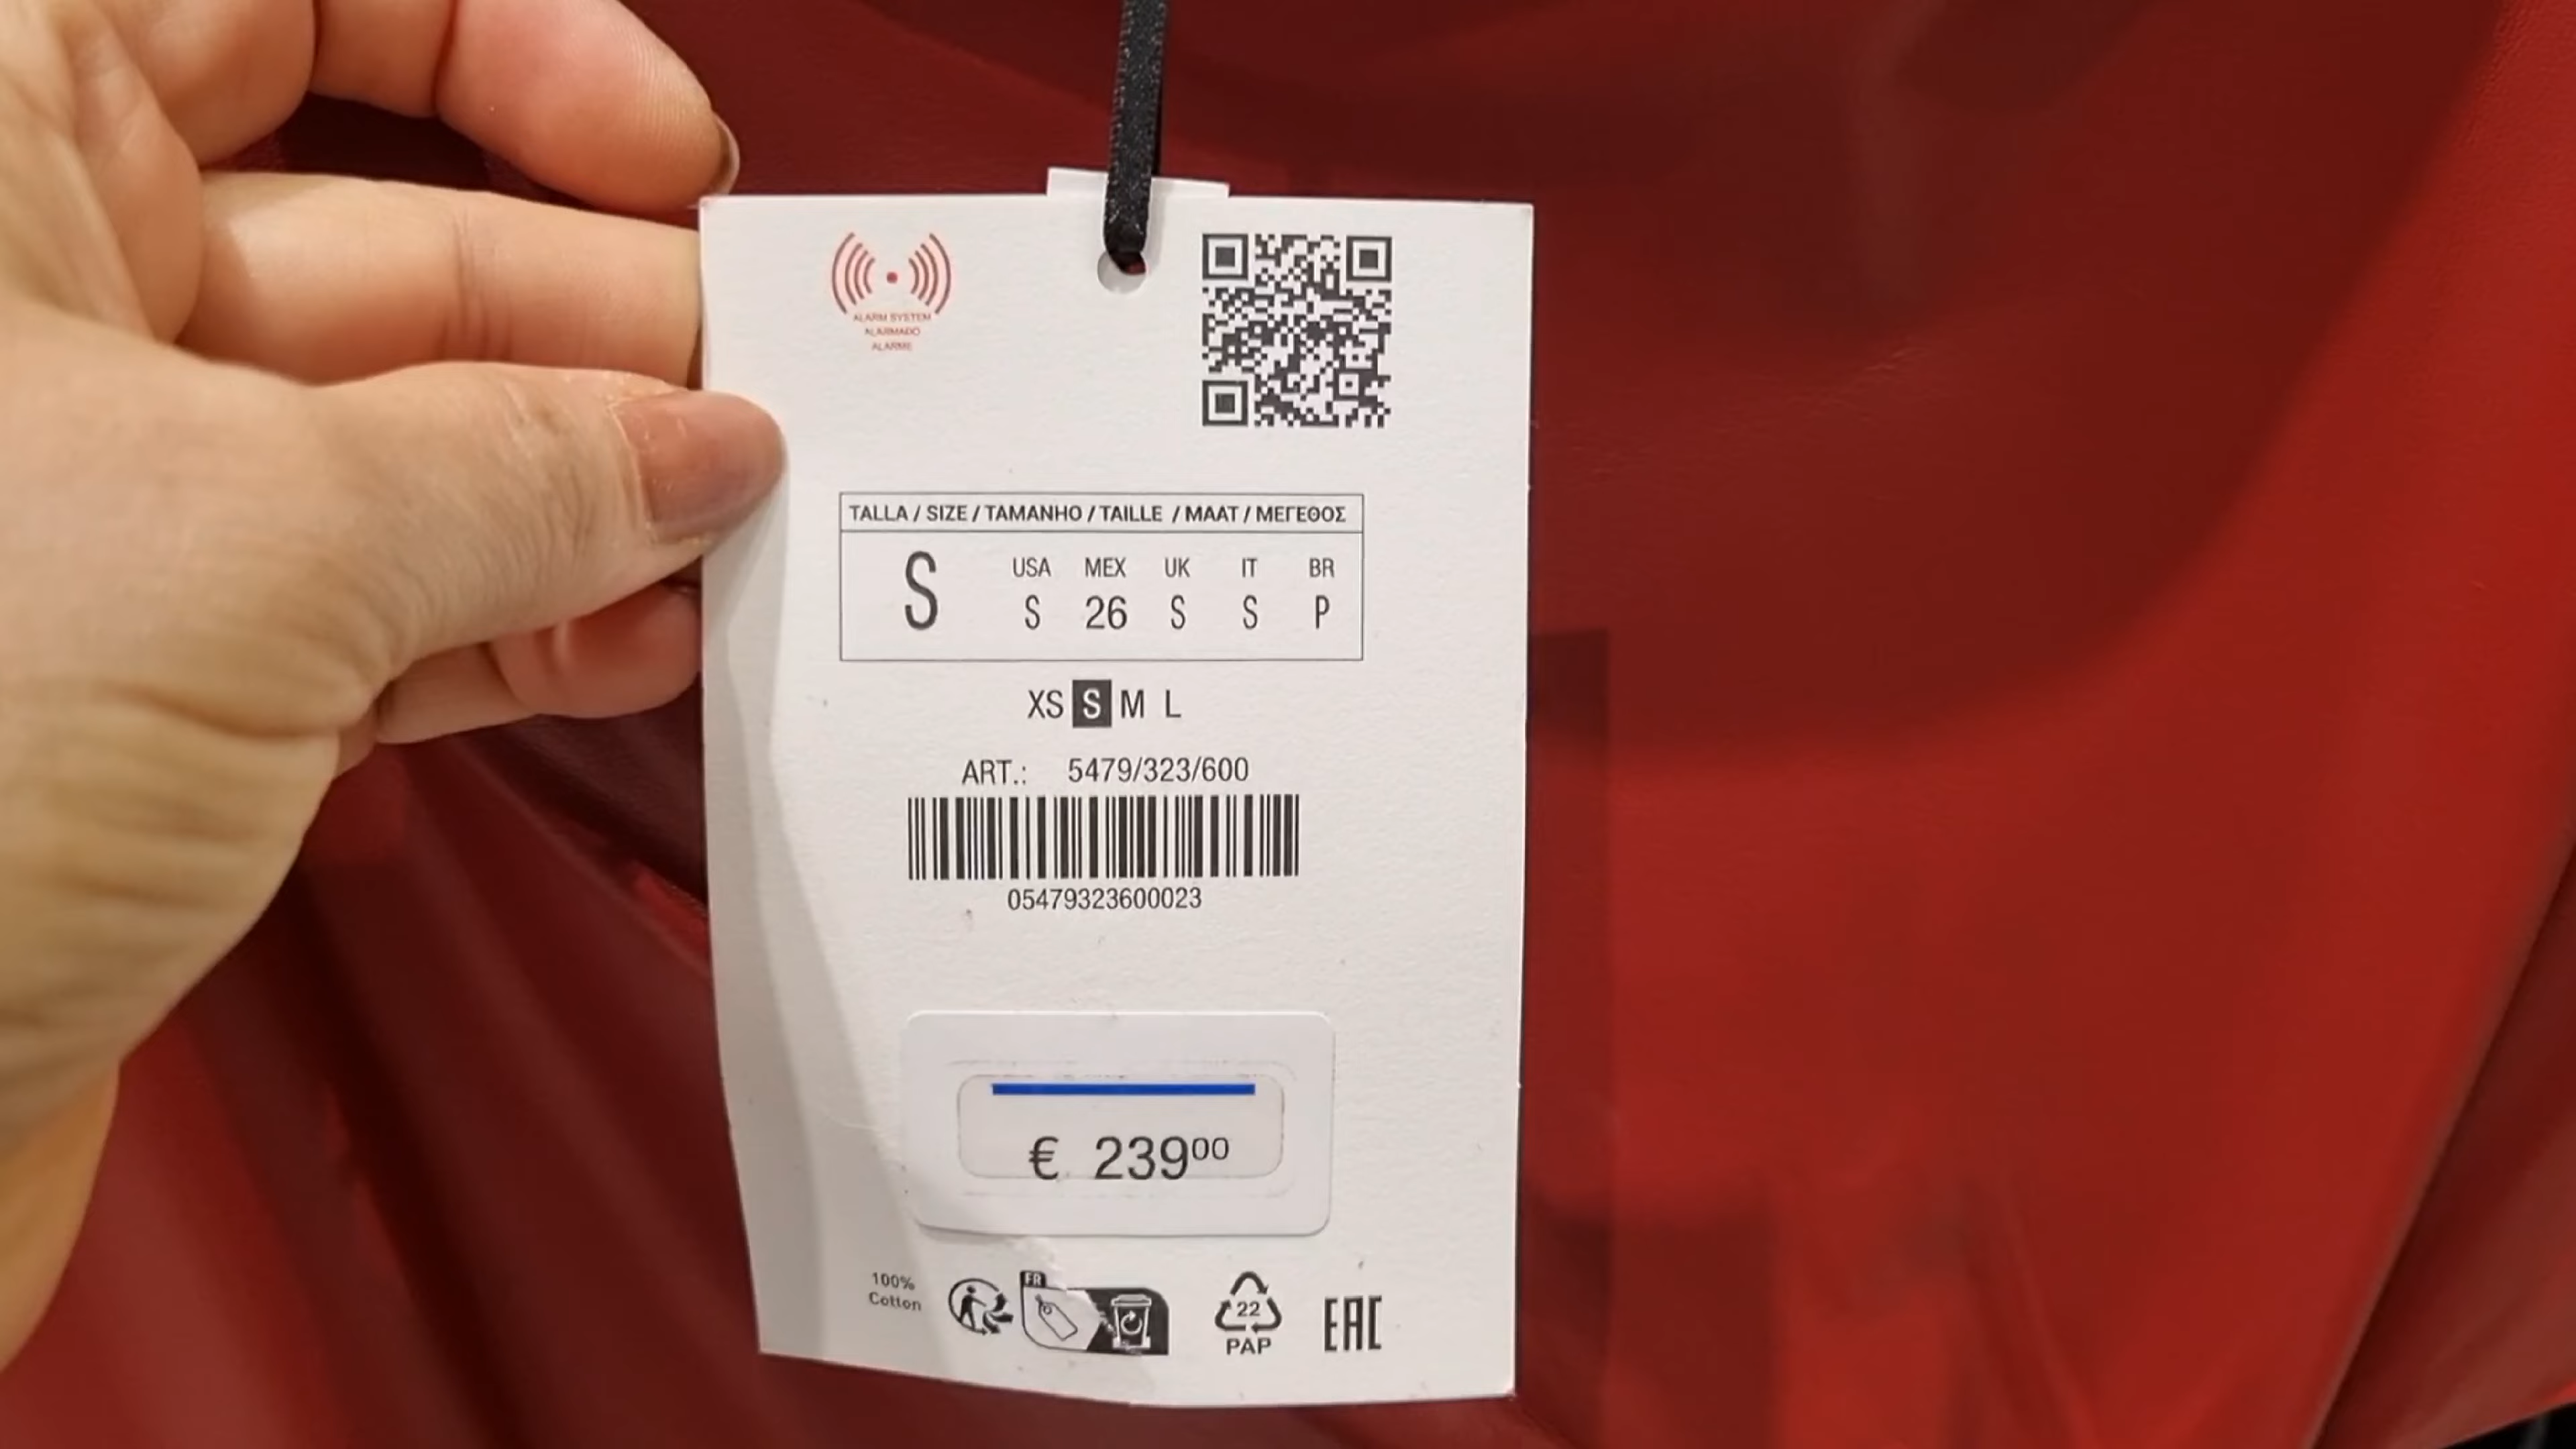 ALARM SYSTEM
ALARMADO
ALARME
TALLA / SIZE / TAMANHO / TAILLE / MAAT / ΜΕΓΕΘΟΣ
S
USA MEX UK IT BR
S 26 S S P
XS S M L
ART.: 5479/323/600
05479323600023
€ 239⁰⁰
100%
Cotton
FR
22
PAP
EAC